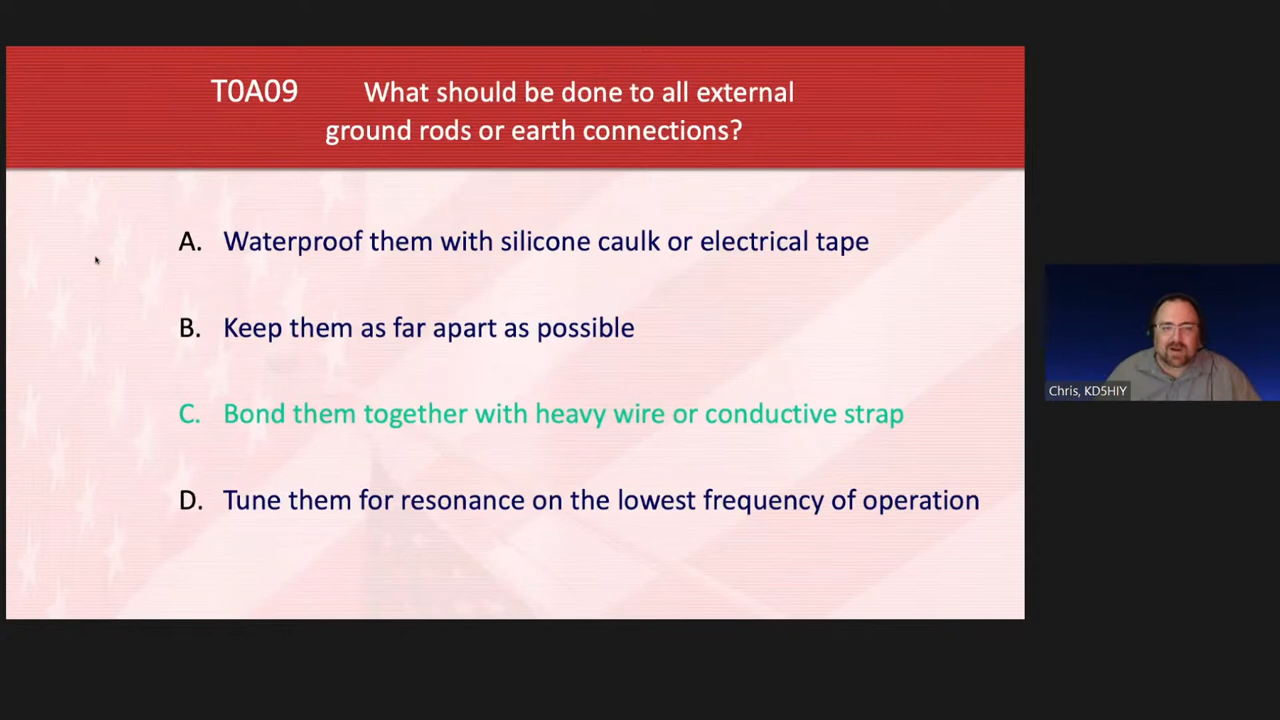 T0A09 What should be done to all external
ground rods or earth connections?
A. Waterproof them with silicone caulk or electrical tape
B. Keep them as far apart as possible
C. Bond them together with heavy wire or conductive strap
D. Tune them for resonance on the lowest frequency of operation
Chris, KD5HIY